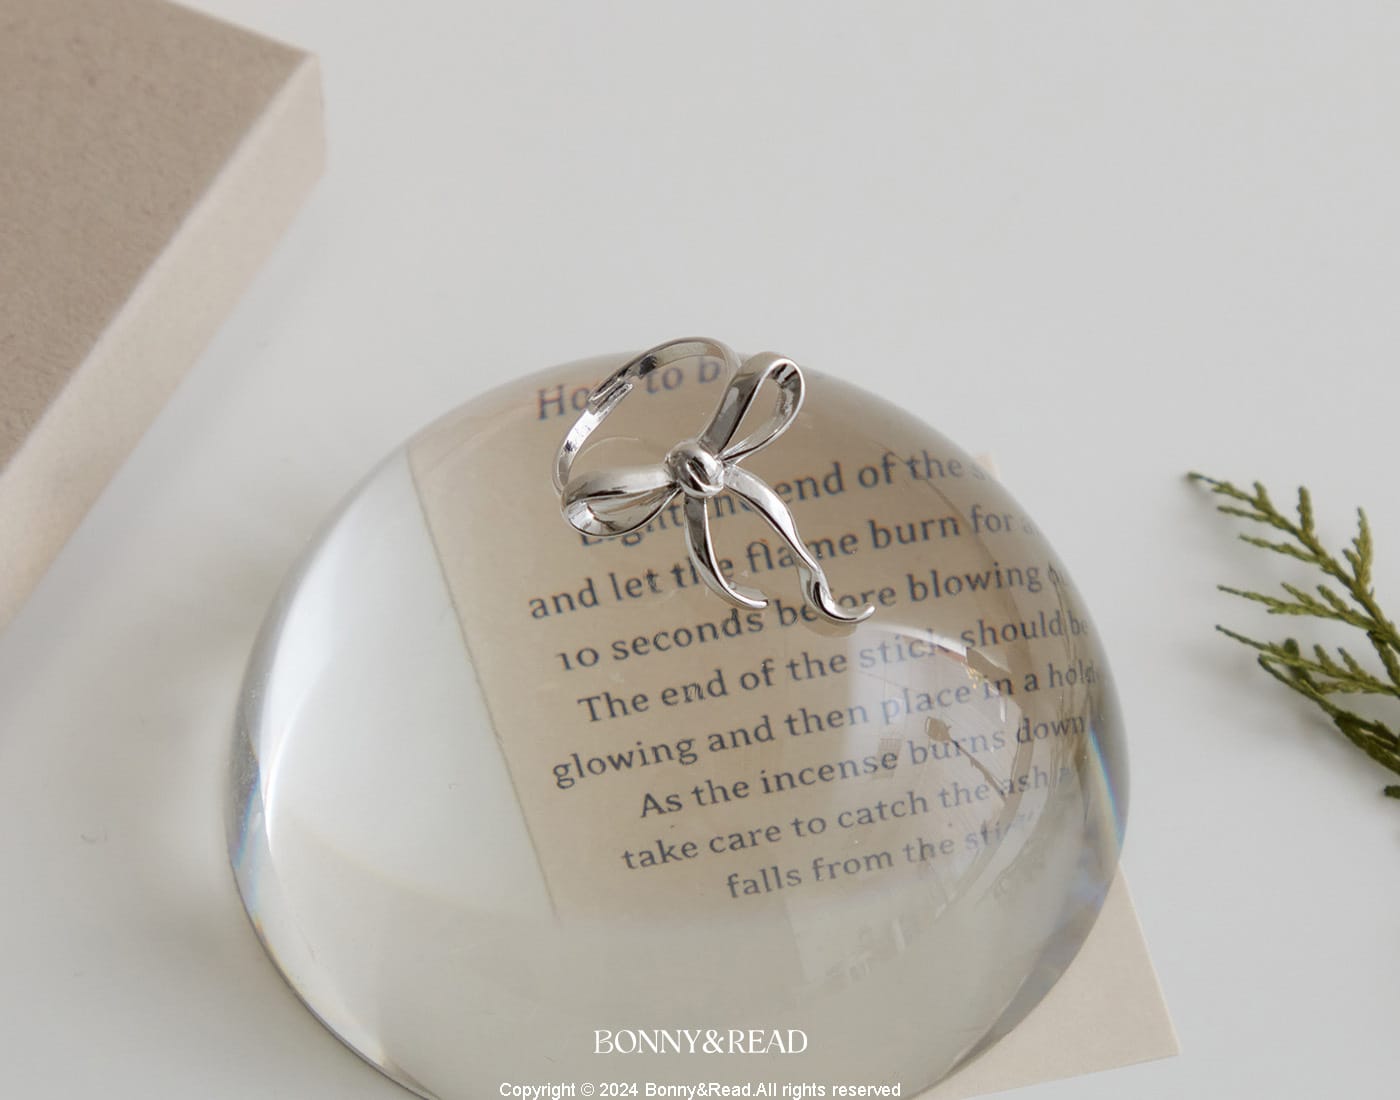 to b
end of the
and let the flame burn for
10 seconds before blowing
The end of the stick should be
glowing and then place in a
As the incense burns down
take care to catch the ash
falls from the
BONNY&READ
Copyright © 2024 Bonny&Read.All rights reserved